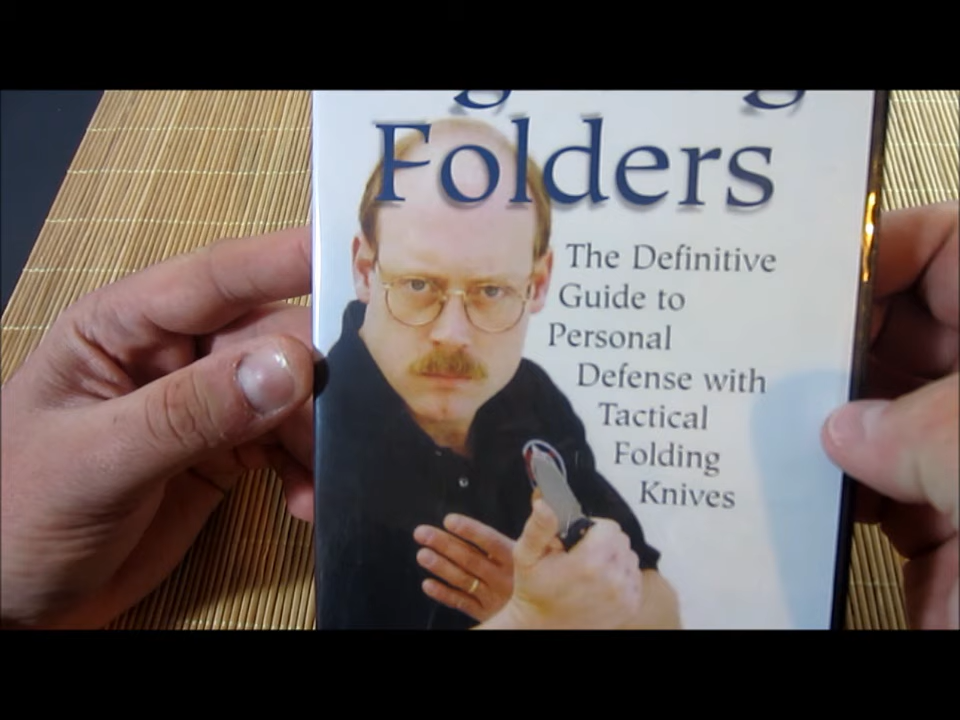 Folders
The Definitive
Guide to
Personal
Defense with
Tactical
Folding
Knives